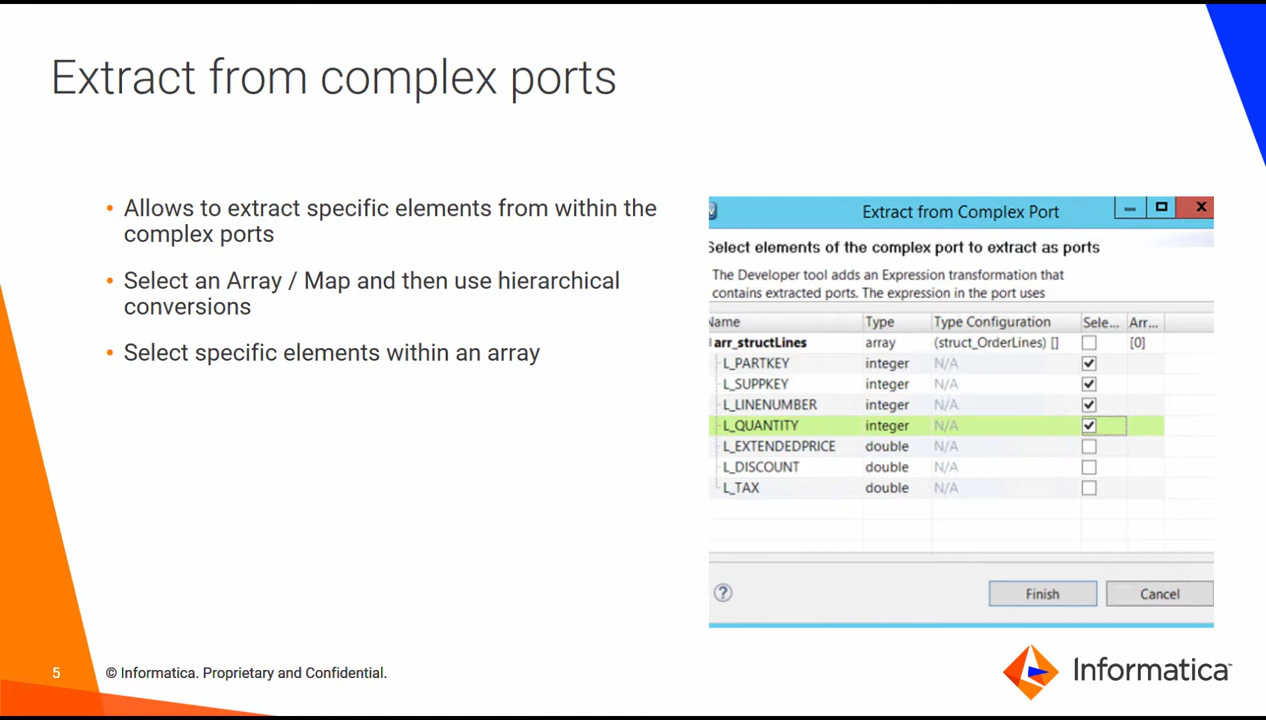 Extract from complex ports
• Allows to extract specific elements from within the
complex ports
• Select an Array / Map and then use hierarchical
conversions
• Select specific elements within an array
Extract from Complex Port
Select elements of the complex port to extract as ports
The Developer tool adds an Expression transformation that
contains extracted ports. The expression in the port uses
Name Type Type Configuration Sele... Arr...
arr_structLines array (struct_OrderLines) [] [0]
L_PARTKEY integer N/A
L_SUPPKEY integer N/A
L_LINENUMBER integer N/A
L_QUANTITY integer N/A
L_EXTENDEDPRICE double N/A
L_DISCOUNT double N/A
L_TAX double N/A
? Finish Cancel
5 © Informatica. Proprietary and Confidential.
Informatica™